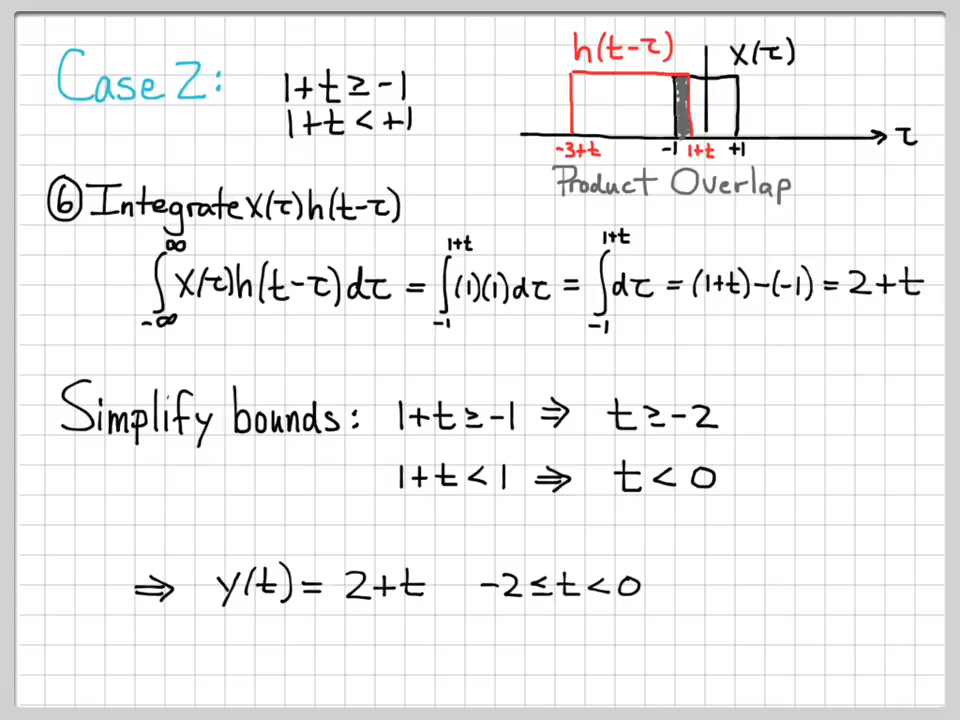 Case 2:
1+t ≥ -1
1+t < +1
h(t-τ)
x(τ)
τ
-3+t -1 1+t +1
Product Overlap
⑥ Integrate x(τ)h(t-τ)
∫_{-∞}^{∞} x(τ)h(t-τ)dτ = ∫_{-1}^{1+t} (1)(1)dτ = ∫_{-1}^{1+t} dτ = (1+t)-(-1) = 2+t
Simplify bounds: 1+t ≥ -1 ⇒ t ≥ -2
1+t < 1 ⇒ t < 0
⇒ y(t) = 2+t -2 ≤ t < 0